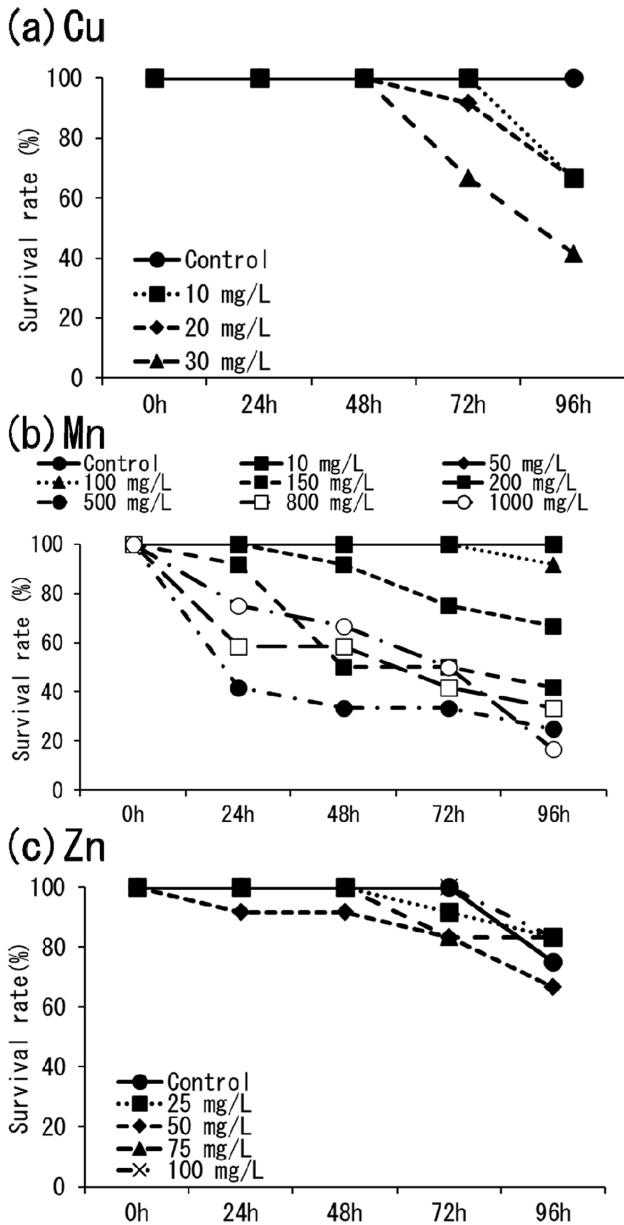 (a) Cu
Survival rate (%)
100
80
60
40
20
0
Control
10 mg/L
20 mg/L
30 mg/L
0h 24h 48h 72h 96h
(b) Mn
Control 10 mg/L 50 mg/L
100 mg/L 150 mg/L 200 mg/L
500 mg/L 800 mg/L 1000 mg/L
Survival rate (%)
100
80
60
40
20
0
0h 24h 48h 72h 96h
(c) Zn
Survival rate(%)
100
80
60
40
20
0
Control
25 mg/L
50 mg/L
75 mg/L
100 mg/L
0h 24h 48h 72h 96h